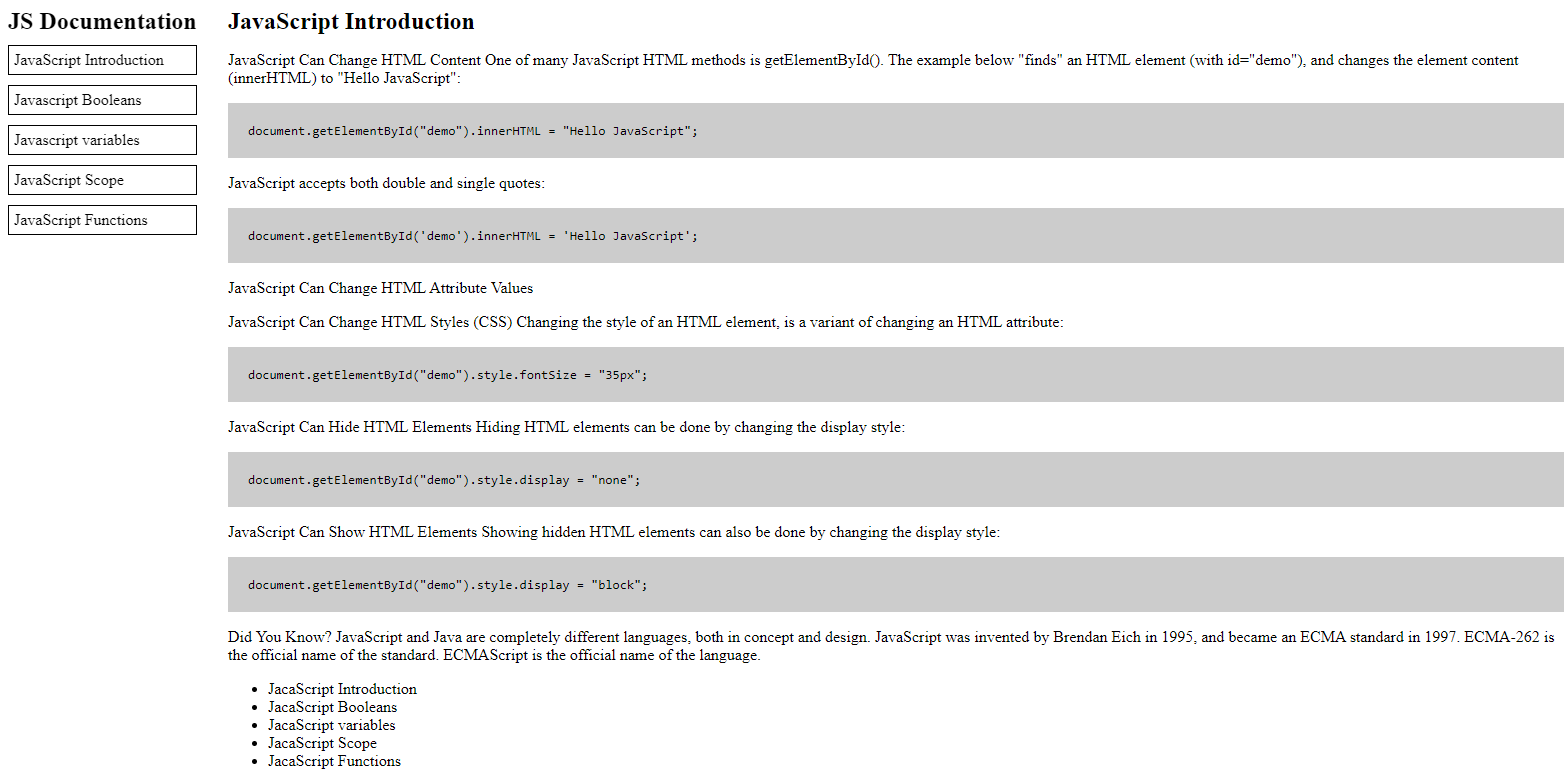 JS Documentation
JavaScript Introduction
Javascript Booleans
Javascript variables
JavaScript Scope
JavaScript Functions
JavaScript Introduction
JavaScript Can Change HTML Content One of many JavaScript HTML methods is getElementById(). The example below "finds" an HTML element (with id="demo"), and changes the element content
(innerHTML) to "Hello JavaScript":
document.getElementById("demo").innerHTML = "Hello JavaScript";
JavaScript accepts both double and single quotes:
document.getElementById('demo').innerHTML = 'Hello JavaScript';
JavaScript Can Change HTML Attribute Values
JavaScript Can Change HTML Styles (CSS) Changing the style of an HTML element, is a variant of changing an HTML attribute:
document.getElementById("demo").style.fontSize = "35px";
JavaScript Can Hide HTML Elements Hiding HTML elements can be done by changing the display style:
document.getElementById("demo").style.display = "none";
JavaScript Can Show HTML Elements Showing hidden HTML elements can also be done by changing the display style:
document.getElementById("demo").style.display = "block";
Did You Know? JavaScript and Java are completely different languages, both in concept and design. JavaScript was invented by Brendan Eich in 1995, and became an ECMA standard in 1997. ECMA-262 is
the official name of the standard. ECMAScript is the official name of the language.
• JacaScript Introduction
• JacaScript Booleans
• JacaScript variables
• JacaScript Scope
• JacaScript Functions